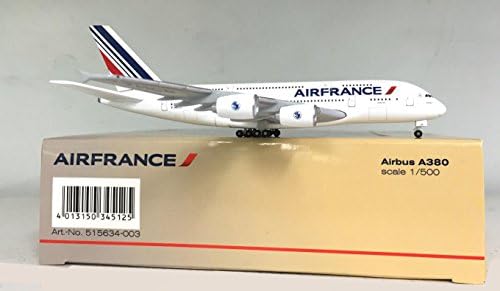 AIRFRANCE
AIRFRANCE
Airbus A380
scale 1/500
4 013150 345125
Art.-No. 515634-003